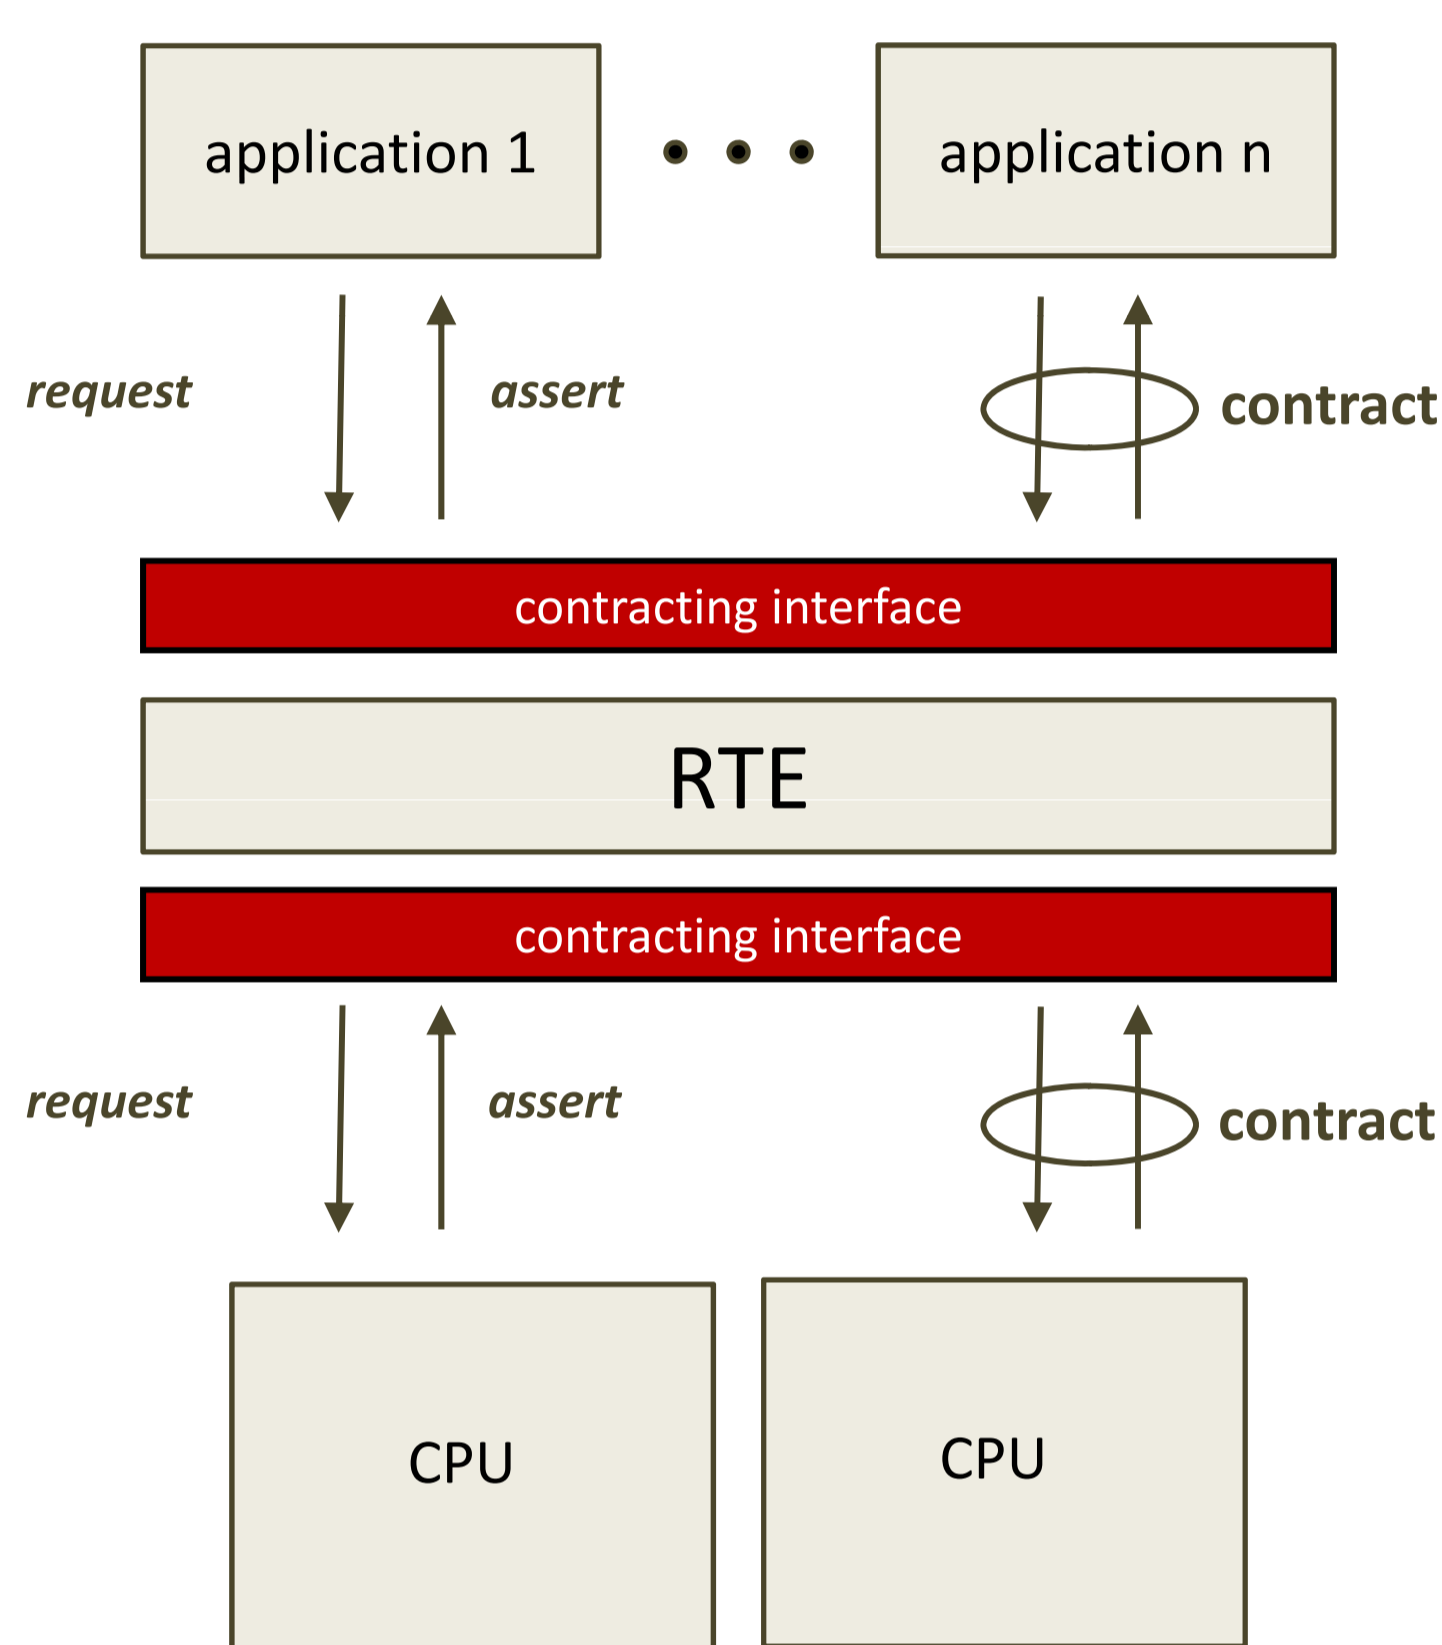 application 1
application n
request
assert
contract
contracting interface
RTE
contracting interface
request
assert
contract
CPU
CPU